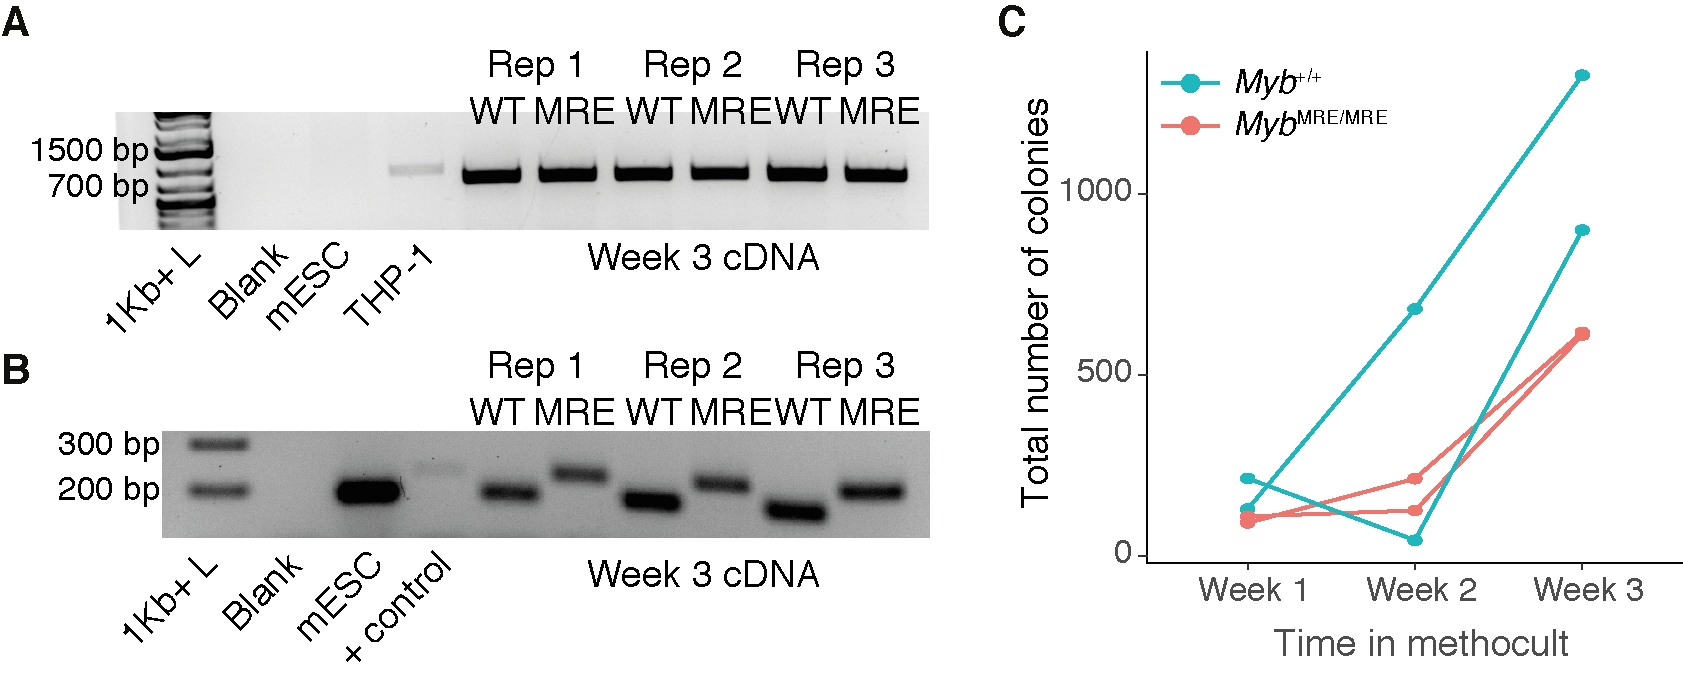 A
Rep 1 Rep 2 Rep 3
WT MRE WT MRE WT MRE
1500 bp
700 bp
1Kb+ L Blank mESC THP-1
Week 3 cDNA
B
Rep 1 Rep 2 Rep 3
WT MRE WT MRE WT MRE
300 bp
200 bp
1Kb+ L Blank mESC + control
Week 3 cDNA
C
Myb+/+
MybMRE/MRE
Total number of colonies
1000
500
0
Week 1 Week 2 Week 3
Time in methocult